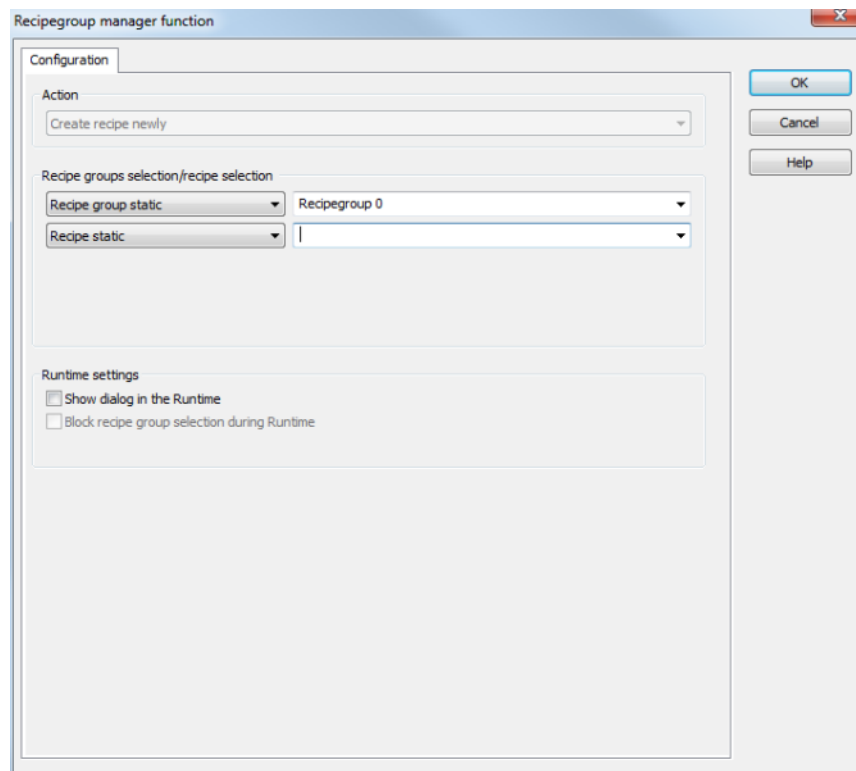 Recipegroup manager function
Configuration
OK
Action
Create recipe newly
Cancel
Help
Recipe groups selection/recipe selection
Recipe group static Recipegroup 0
Recipe static
Runtime settings
Show dialog in the Runtime
Block recipe group selection during Runtime